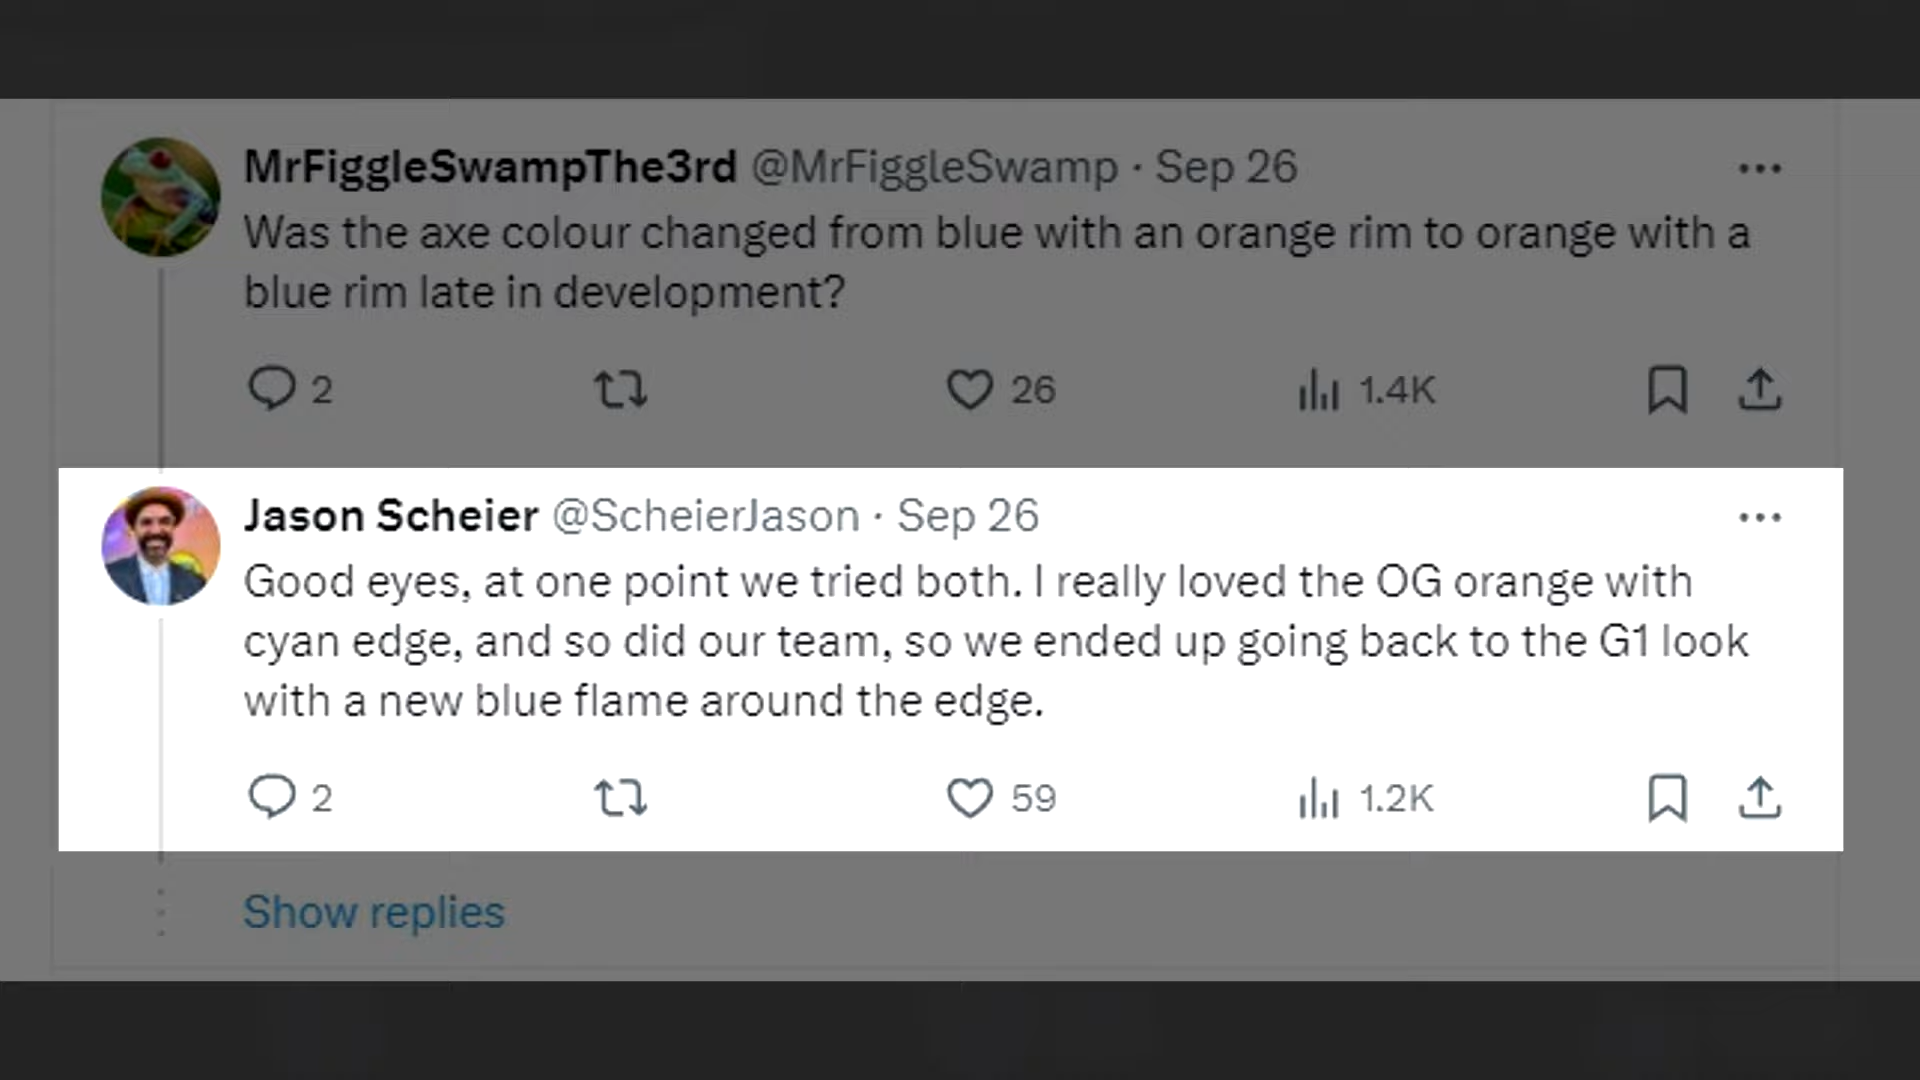 MrFiggleSwampThe3rd @MrFiggleSwamp · Sep 26
Was the axe colour changed from blue with an orange rim to orange with a
blue rim late in development?
2 26 1.4K
Jason Scheier @ScheierJason · Sep 26
Good eyes, at one point we tried both. I really loved the OG orange with
cyan edge, and so did our team, so we ended up going back to the G1 look
with a new blue flame around the edge.
2 59 1.2K
Show replies